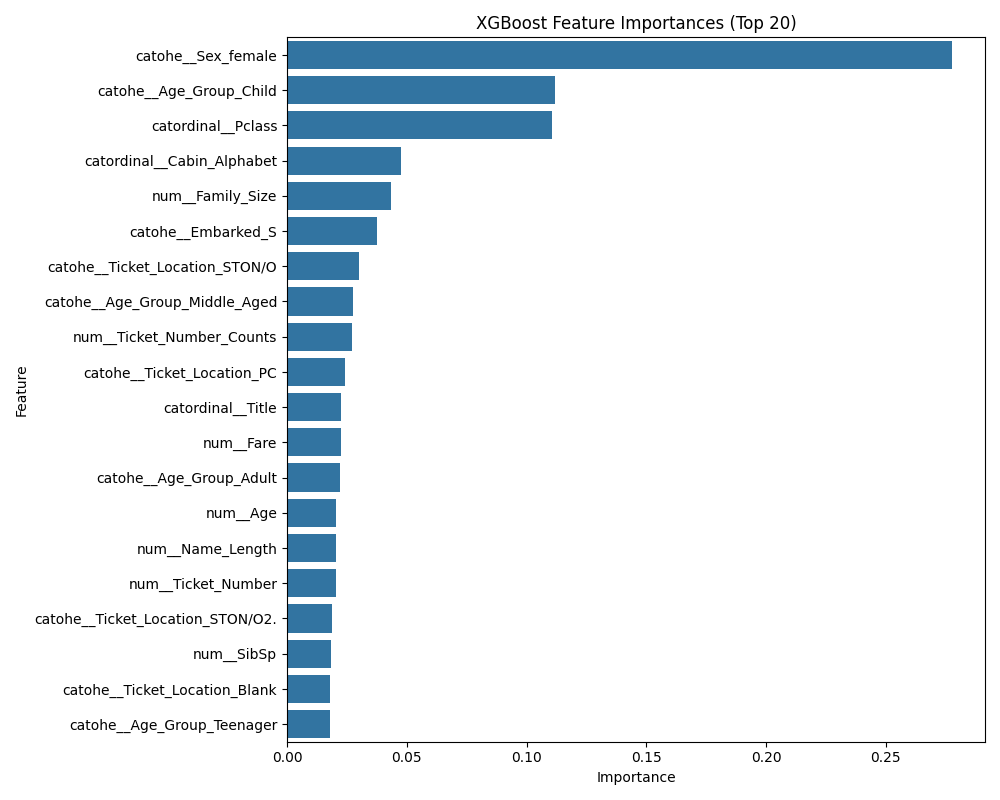 XGBoost Feature Importances (Top 20)
catohe__Sex_female
catohe__Age_Group_Child
catordinal__Pclass
catordinal__Cabin_Alphabet
num__Family_Size
catohe__Embarked_S
catohe__Ticket_Location_STON/O
catohe__Age_Group_Middle_Aged
num__Ticket_Number_Counts
catohe__Ticket_Location_PC
catordinal__Title
num__Fare
catohe__Age_Group_Adult
num__Age
num__Name_Length
num__Ticket_Number
catohe__Ticket_Location_STON/O2.
num__SibSp
catohe__Ticket_Location_Blank
catohe__Age_Group_Teenager
Feature
0.00 0.05 0.10 0.15 0.20 0.25
Importance